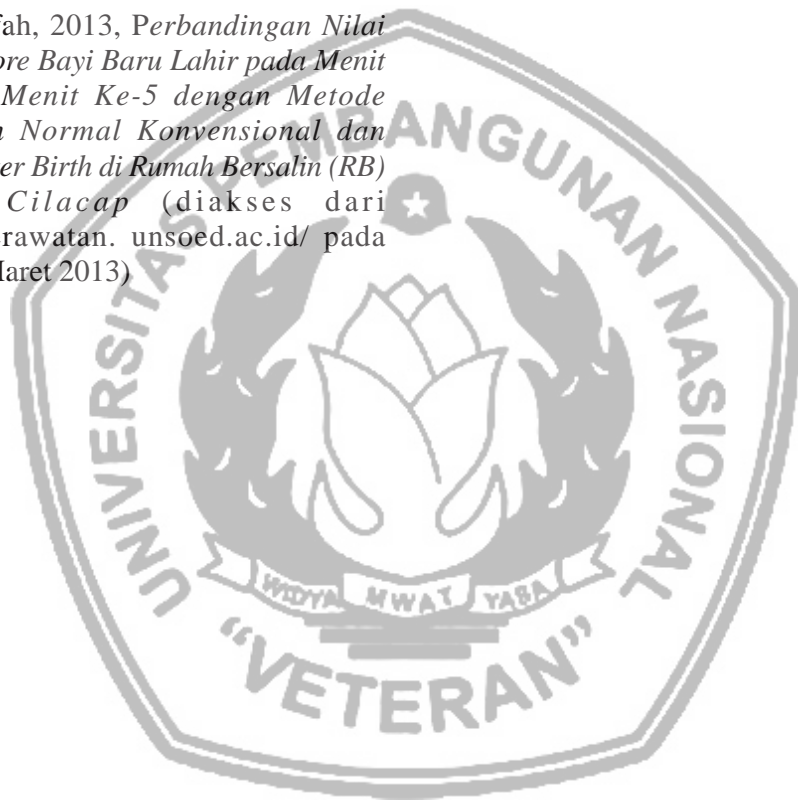 fah, 2013, Perbandingan Nilai
ore Bayi Baru Lahir pada Menit
Menit Ke-5 dengan Metode
n Normal Konvensional dan
er Birth di Rumah Bersalin (RB)
Cilacap (diakses dari
erawatan. unsoed.ac.id/ pada
Maret 2013)
UNIVERSITAS PEMBANGUNAN NASIONAL
WIDYA MWAT YASA
“VETERAN”